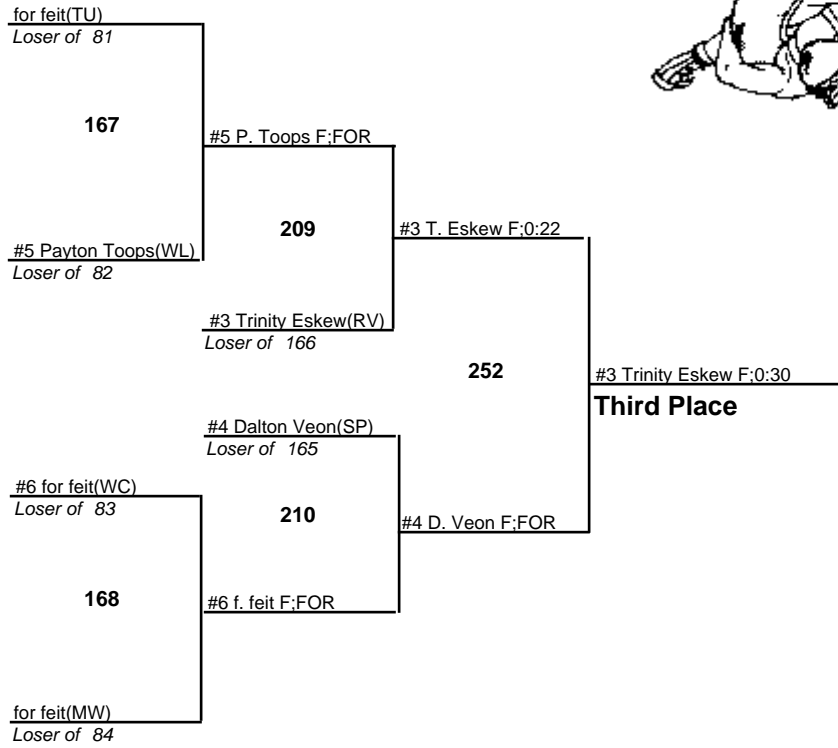 for feit(TU)
Loser of 81
167
#5 P. Toops F;FOR
209
#3 T. Eskew F;0:22
#5 Payton Toops(WL)
Loser of 82
#3 Trinity Eskew(RV)
Loser of 166
252
#3 Trinity Eskew F;0:30
Third Place
#4 Dalton Veon(SP)
Loser of 165
#6 for feit(WC)
Loser of 83
210
#4 D. Veon F;FOR
168
#6 f. feit F;FOR
for feit(MW)
Loser of 84